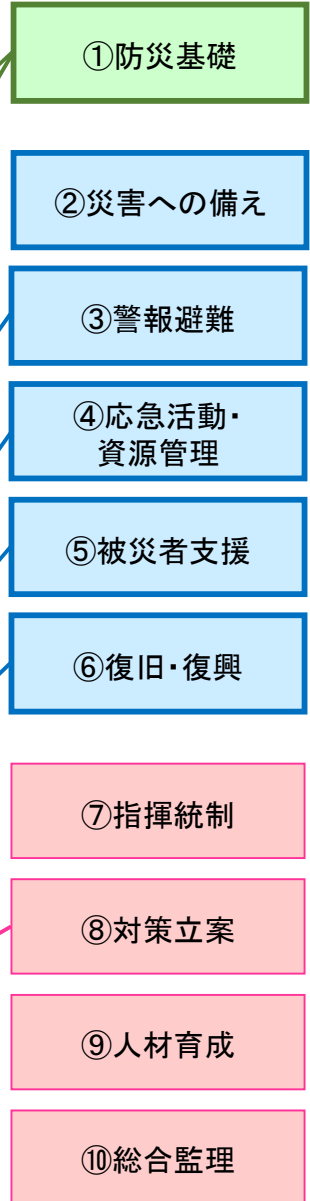 ①防災基礎
②災害への備え
③警報避難
④応急活動・
資源管理
⑤被災者支援
⑥復旧・復興
⑦指揮統制
⑧対策立案
⑨人材育成
⑩総合監理